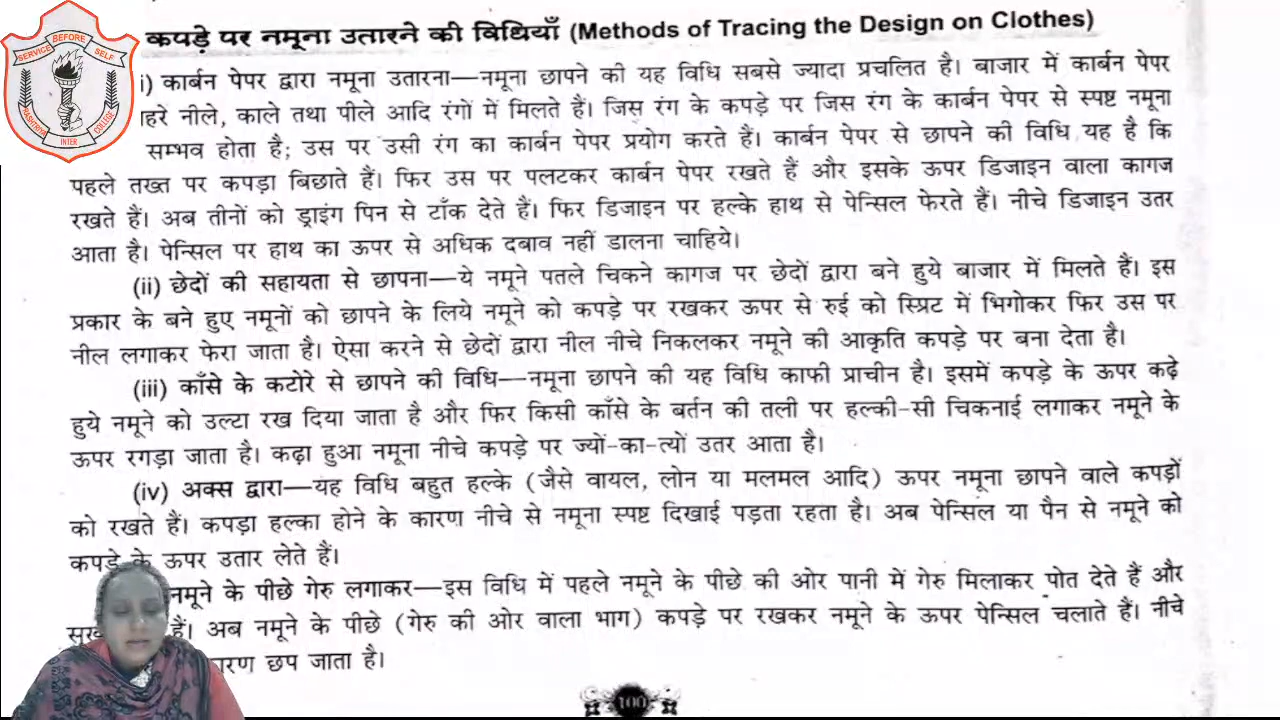 SERVICE BEFORE SELF
RASHTRIYA INTER COLLEGE
कपड़े पर नमूना उतारने की विधियाँ (Methods of Tracing the Design on Clothes)
i) कार्बन पेपर द्वारा नमूना उतारना—नमूना छापने की यह विधि सबसे ज्यादा प्रचलित है। बाजार में कार्बन पेपर
हरे नीले, काले तथा पीले आदि रंगों में मिलते हैं। जिस रंग के कपड़े पर जिस रंग के कार्बन पेपर से स्पष्ट नमूना
सम्भव होता है; उस पर उसी रंग का कार्बन पेपर प्रयोग करते हैं। कार्बन पेपर से छापने की विधि यह है कि
पहले तख्त पर कपड़ा बिछाते हैं। फिर उस पर पलटकर कार्बन पेपर रखते हैं और इसके ऊपर डिजाइन वाला कागज
रखते हैं। अब तीनों को ड्राइंग पिन से टाँक देते हैं। फिर डिजाइन पर हल्के हाथ से पेन्सिल फेरते हैं। नीचे डिजाइन उतर
आता है। पेन्सिल पर हाथ का ऊपर से अधिक दबाव नहीं डालना चाहिये।
(ii) छेदों की सहायता से छापना—ये नमूने पतले चिकने कागज पर छेदों द्वारा बने हुये बाजार में मिलते हैं। इस
प्रकार के बने हुए नमूनों को छापने के लिये नमूने को कपड़े पर रखकर ऊपर से रुई को स्प्रिट में भिगोकर फिर उस पर
नील लगाकर फेरा जाता है। ऐसा करने से छेदों द्वारा नील नीचे निकलकर नमूने की आकृति कपड़े पर बना देता है।
(iii) काँसे के कटोरे से छापने की विधि—नमूना छापने की यह विधि काफी प्राचीन है। इसमें कपड़े के ऊपर कढ़े
हुये नमूने को उल्टा रख दिया जाता है और फिर किसी काँसे के बर्तन की तली पर हल्की-सी चिकनाई लगाकर नमूने के
ऊपर रगड़ा जाता है। कढ़ा हुआ नमूना नीचे कपड़े पर ज्यों-का-त्यों उतर आता है।
(iv) अक्स द्वारा—यह विधि बहुत हल्के (जैसे वायल, लोन या मलमल आदि) ऊपर नमूना छापने वाले कपड़ों
को रखते हैं। कपड़ा हल्का होने के कारण नीचे से नमूना स्पष्ट दिखाई पड़ता रहता है। अब पेन्सिल या पैन से नमूने को
कपड़े के ऊपर उतार लेते हैं।
नमूने के पीछे गेरु लगाकर—इस विधि में पहले नमूने के पीछे की ओर पानी में गेरु मिलाकर पोत देते हैं और
हैं। अब नमूने के पीछे (गेरु की ओर वाला भाग) कपड़े पर रखकर नमूने के ऊपर पेन्सिल चलाते हैं। नीचे
छप जाता है।
100